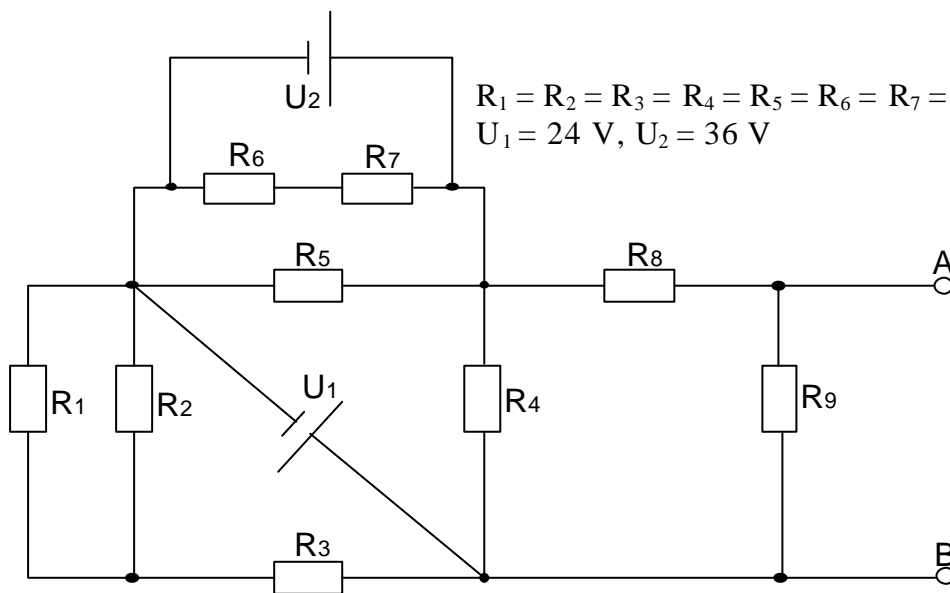 U₂
R₁ = R₂ = R₃ = R₄ = R₅ = R₆ = R₇ =
U₁ = 24 V, U₂ = 36 V
R₆ R₇
R₅ R₈ A
R₁ R₂ U₁ R₄ R₉
R₃ B